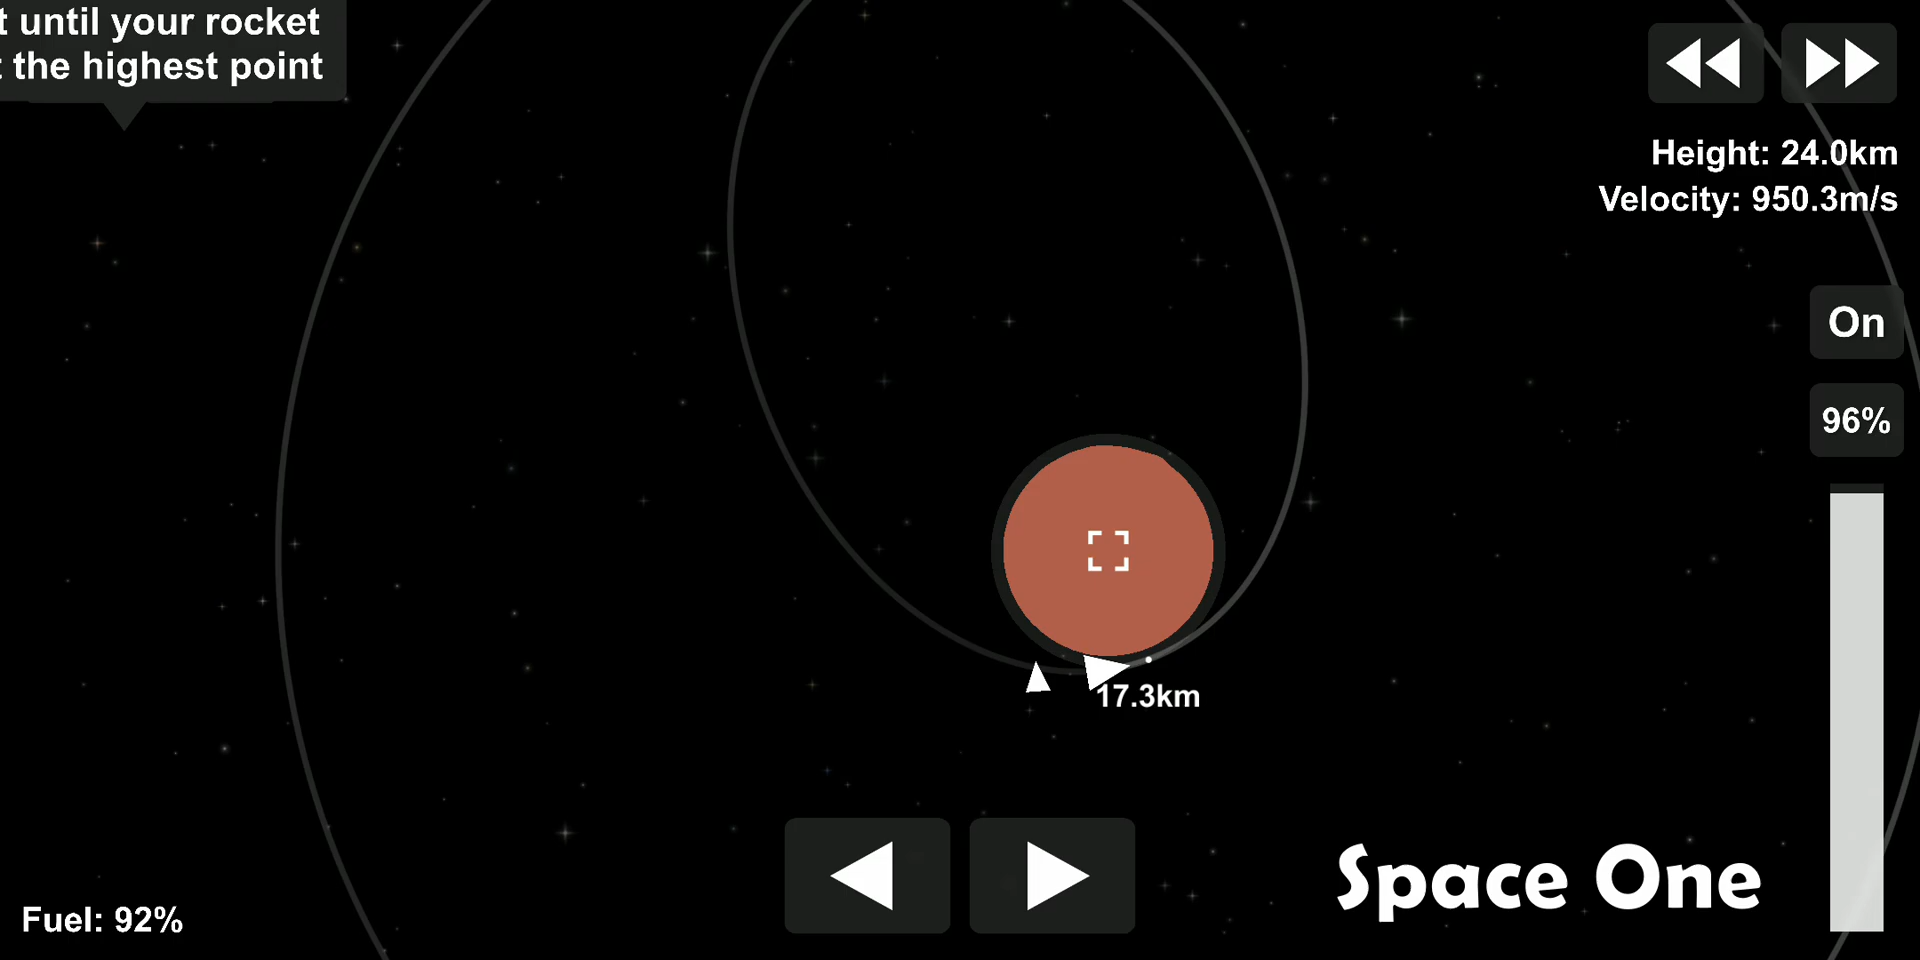 t until your rocket
t the highest point
Height: 24.0km
Velocity: 950.3m/s
On
96%
17.3km
Space One
Fuel: 92%